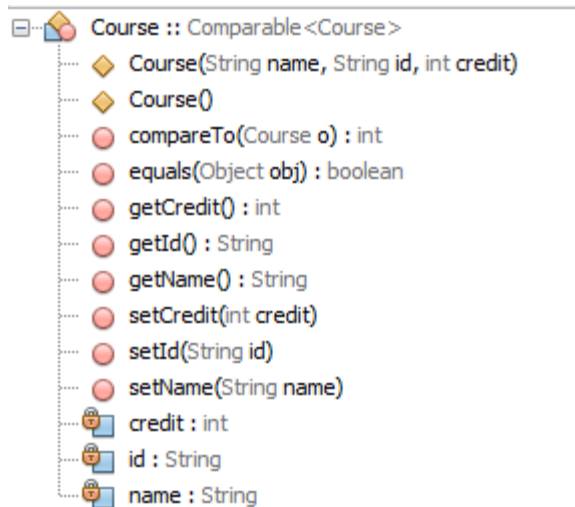 Course :: Comparable<Course>
Course(String name, String id, int credit)
Course()
compareTo(Course o) : int
equals(Object obj) : boolean
getCredit() : int
getId() : String
getName() : String
setCredit(int credit)
setId(String id)
setName(String name)
credit : int
id : String
name : String